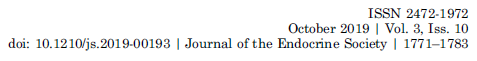 ISSN 2472-1972
October 2019 | Vol. 3, Iss. 10
doi: 10.1210/js.2019-00193 | Journal of the Endocrine Society | 1771–1783